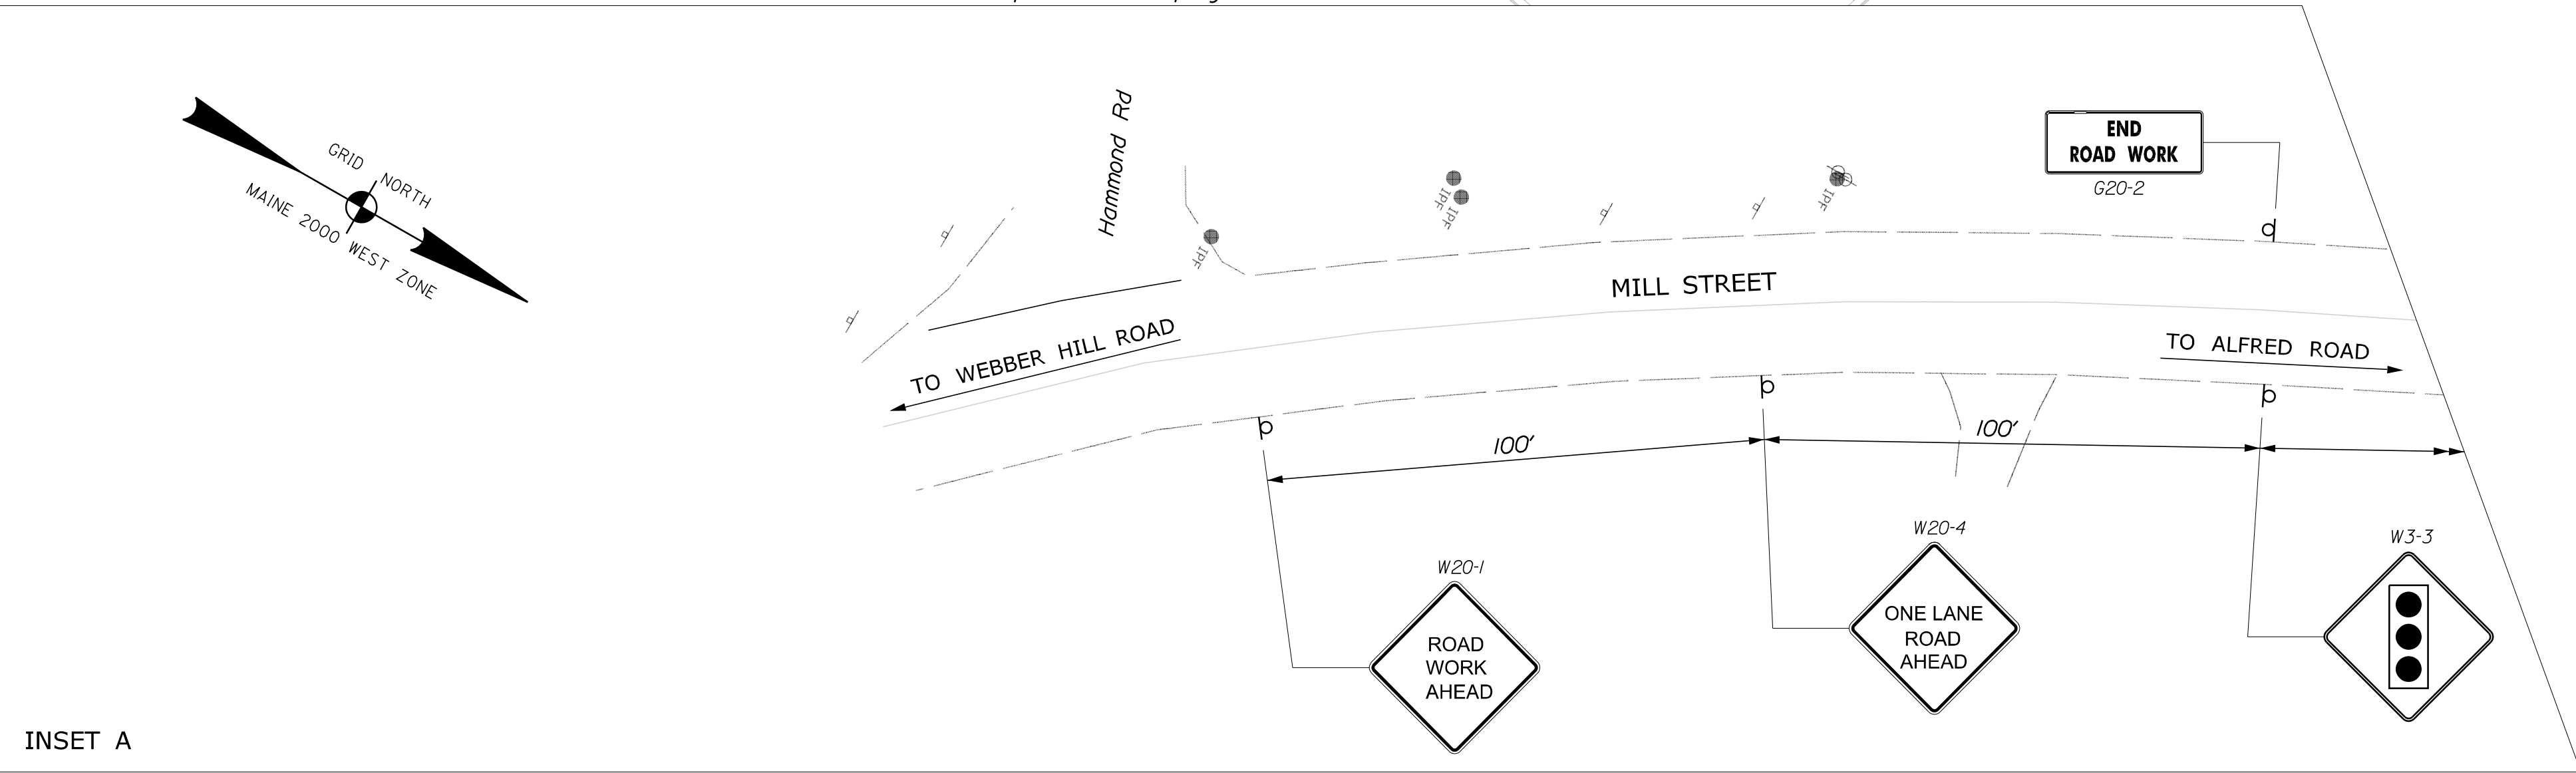 GRID NORTH
MAINE 2000 WEST ZONE
Hammond Rd
IPF
IPF
IPF
IPF
END
ROAD WORK
G20-2
MILL STREET
TO WEBBER HILL ROAD
TO ALFRED ROAD
100'
100'
W20-1
ROAD
WORK
AHEAD
W20-4
ONE LANE
ROAD
AHEAD
W3-3
INSET A